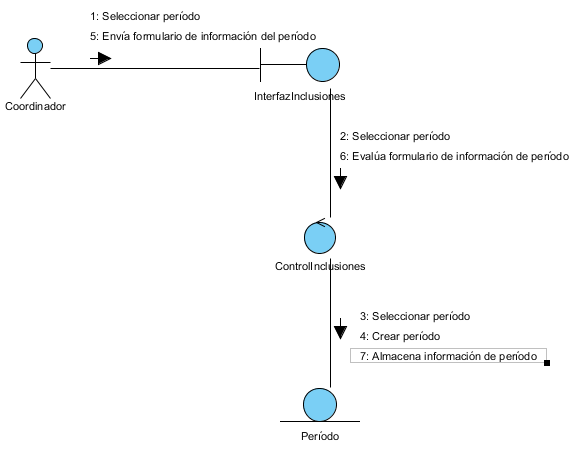 1: Seleccionar período
5: Envía formulario de información del período
Coordinador
InterfazInclusiones
2: Seleccionar período
6: Evalúa formulario de información de período
ControlInclusiones
3: Seleccionar período
4: Crear período
7: Almacena información de período
Período